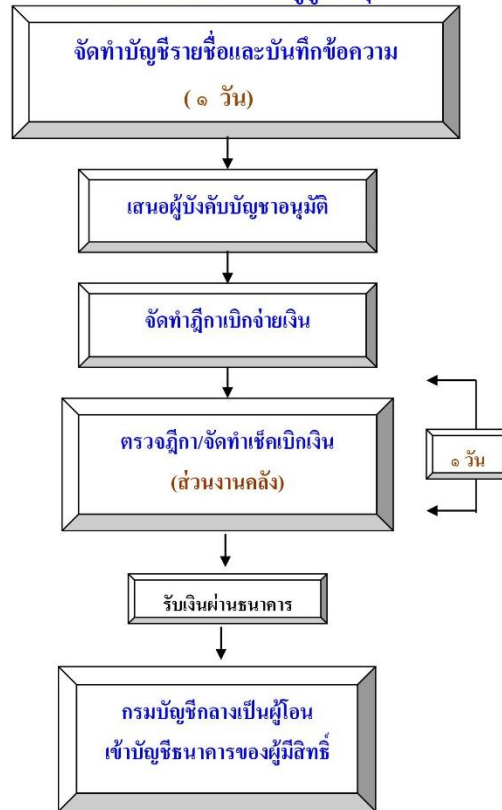 จัดทำบัญชีรายชื่อและบันทึกข้อความ
( ๑ วัน)
เสนอผู้บังคับบัญชาอนุมัติ
จัดทำฎีกาเบิกจ่ายเงิน
ตรวจฎีกา/จัดทำเช็คเบิกเงิน
(ส่วนงานคลัง)
๑ วัน
รับเงินผ่านธนาคาร
กรมบัญชีกลางเป็นผู้โอน
เข้าบัญชีธนาคารของผู้มีสิทธิ์